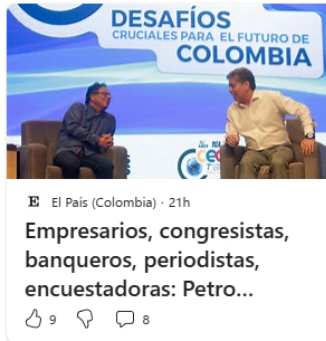 DESAFÍOS
CRUCIALES PARA EL FUTURO DE
COLOMBIA
E El País (Colombia) · 21h
Empresarios, congresistas,
banqueros, periodistas,
encuestadoras: Petro...
9 8